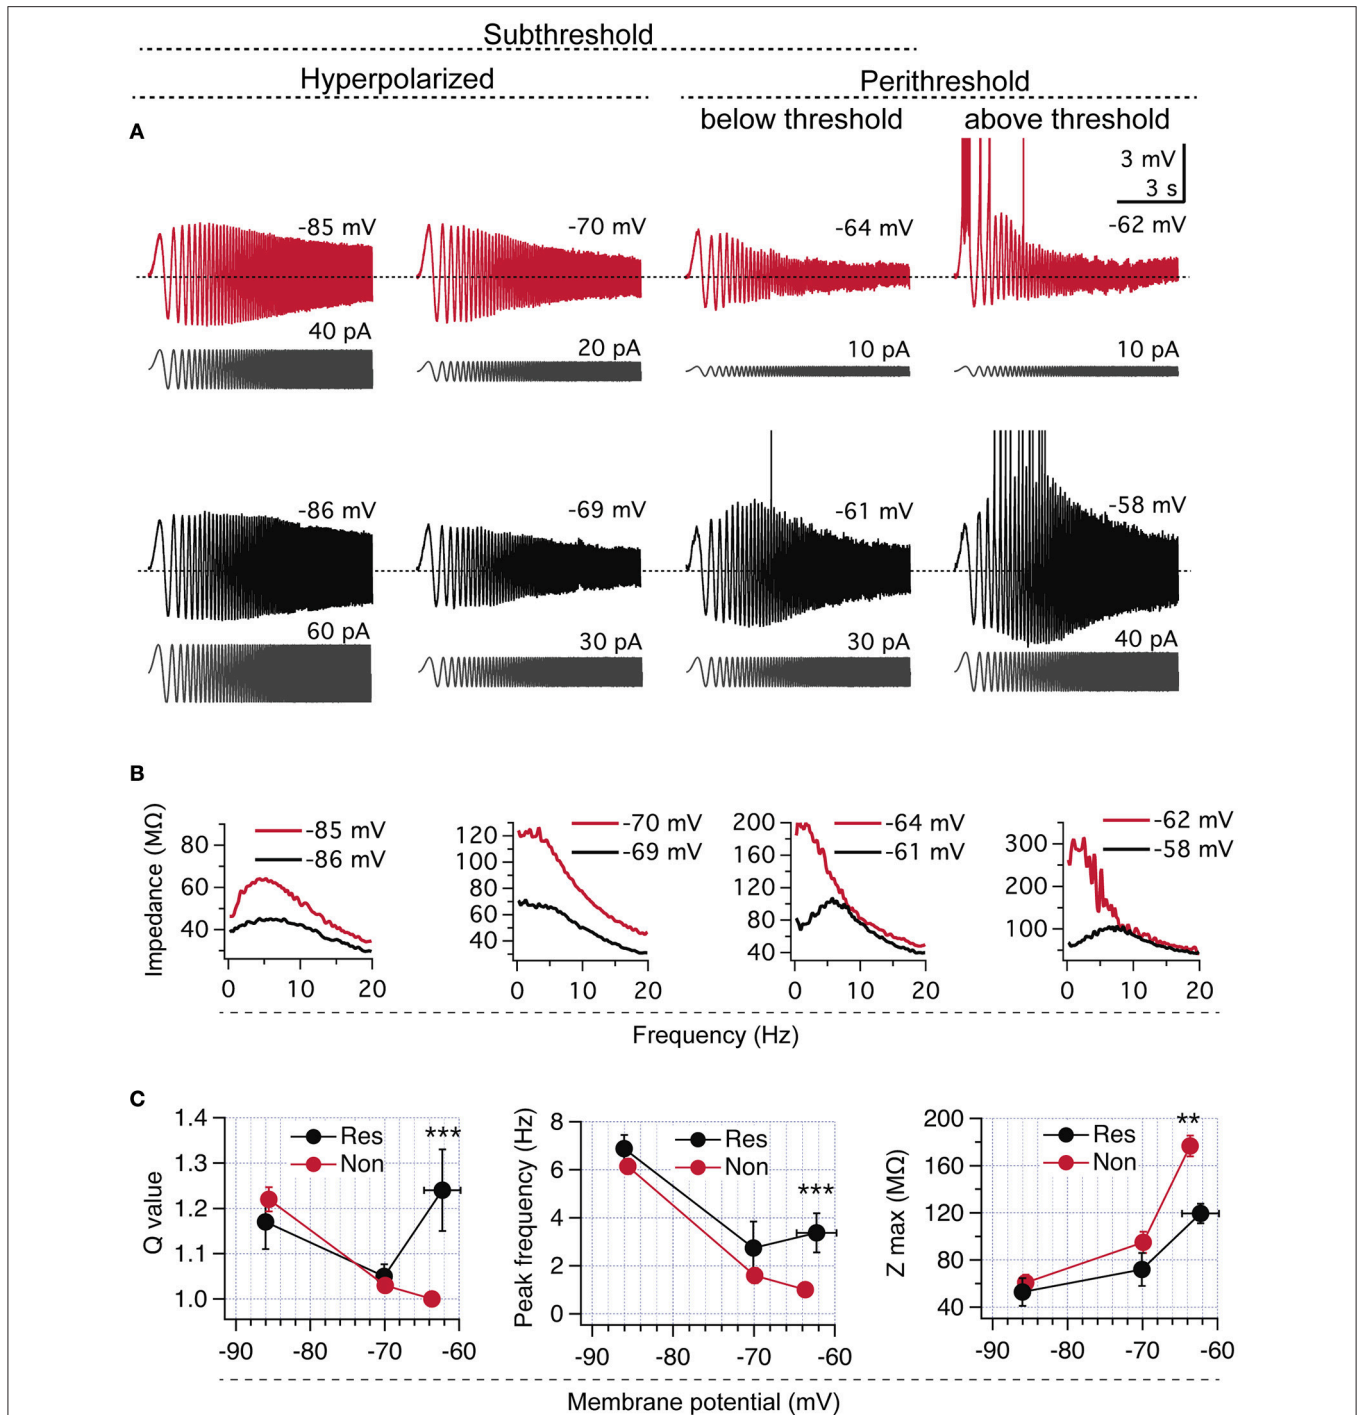 Subthreshold
Hyperpolarized
Perithreshold
below threshold
above threshold
A
3 mV
3 s
-85 mV
-70 mV
-64 mV
-62 mV
40 pA
20 pA
10 pA
10 pA
-86 mV
-69 mV
-61 mV
-58 mV
60 pA
30 pA
30 pA
40 pA
B
Impedance (MΩ)
80
60
40
0 10 20
-85 mV
-86 mV
120
100
80
60
40
0 10 20
-70 mV
-69 mV
200
160
120
80
40
0 10 20
-64 mV
-61 mV
300
200
100
0 10 20
-62 mV
-58 mV
Frequency (Hz)
C
Q value
1.4
1.3
1.2
1.1
1.0
-90 -80 -70 -60
Res
Non
***
Peak frequency (Hz)
8
6
4
2
0
-90 -80 -70 -60
Res
Non
***
Z max (MΩ)
200
160
120
80
40
-90 -80 -70 -60
Res
Non
**
Membrane potential (mV)